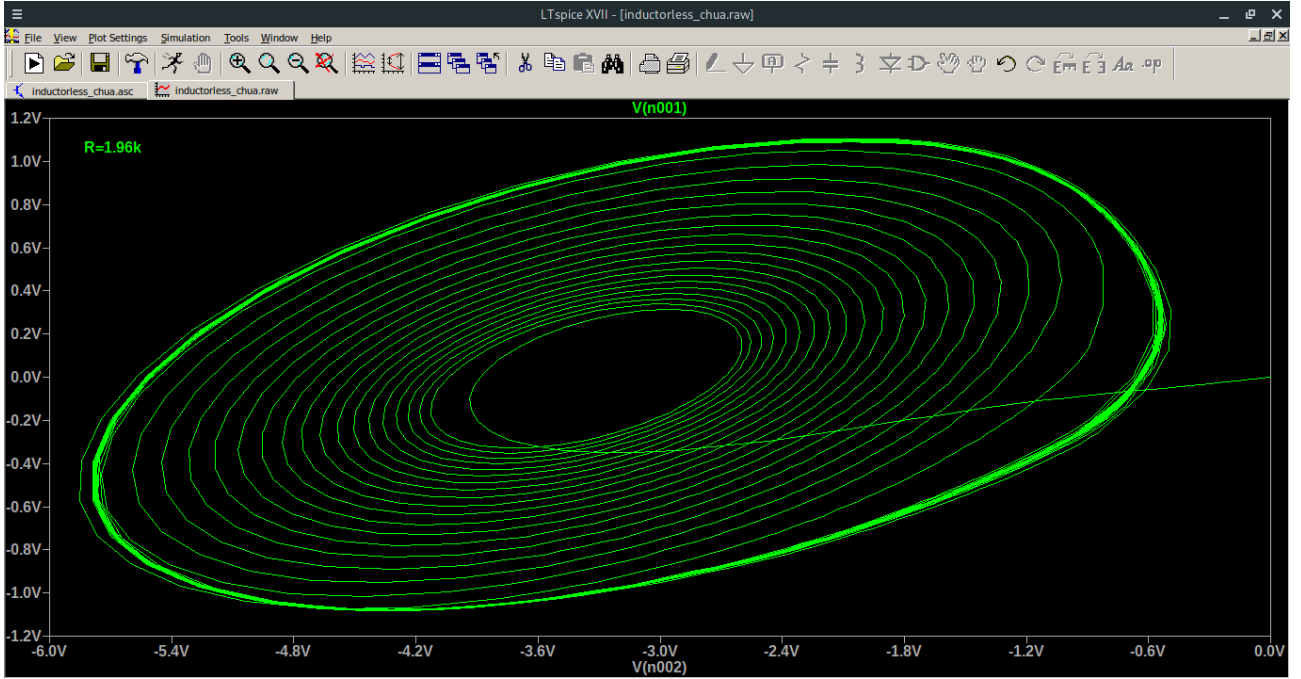 LTspice XVII - [inductorless_chua.raw]
File View Plot Settings Simulation Tools Window Help
Aa .op
inductorless_chua.asc inductorless_chua.raw
V(n001)
R=1.96k
1.2V
1.0V
0.8V
0.6V
0.4V
0.2V
0.0V
-0.2V
-0.4V
-0.6V
-0.8V
-1.0V
-1.2V
-6.0V -5.4V -4.8V -4.2V -3.6V -3.0V -2.4V -1.8V -1.2V -0.6V 0.0V
V(n002)